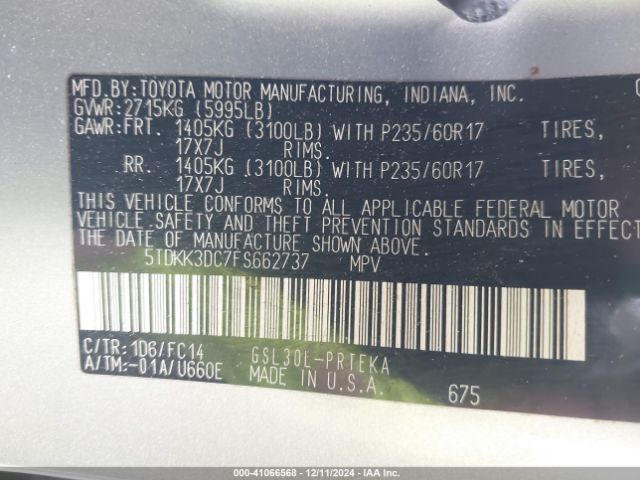 MFD.BY:TOYOTA MOTOR MANUFACTURING, INDIANA, INC.
GVWR:2715KG (5995LB)
GAWR:FRT. 1405KG (3100LB) WITH P235/60R17 TIRES,
17X7J RIMS.
RR. 1405KG (3100LB) WITH P235/60R17 TIRES,
17X7J RIMS.
THIS VEHICLE CONFORMS TO ALL APPLICABLE FEDERAL MOTOR
VEHICLE SAFETY AND THEFT PREVENTION STANDARDS IN EFFECT
THE DATE OF MANUFACTURE SHOWN ABOVE.
5TDKK3DC7FS662737 MPV
C/TR:1D6/FC14 GSL30L-PRTEKA
A/TM:-01A/U660E MADE IN U.S.A. 675
000-41066568 - 12/11/2024 - IAA Inc.